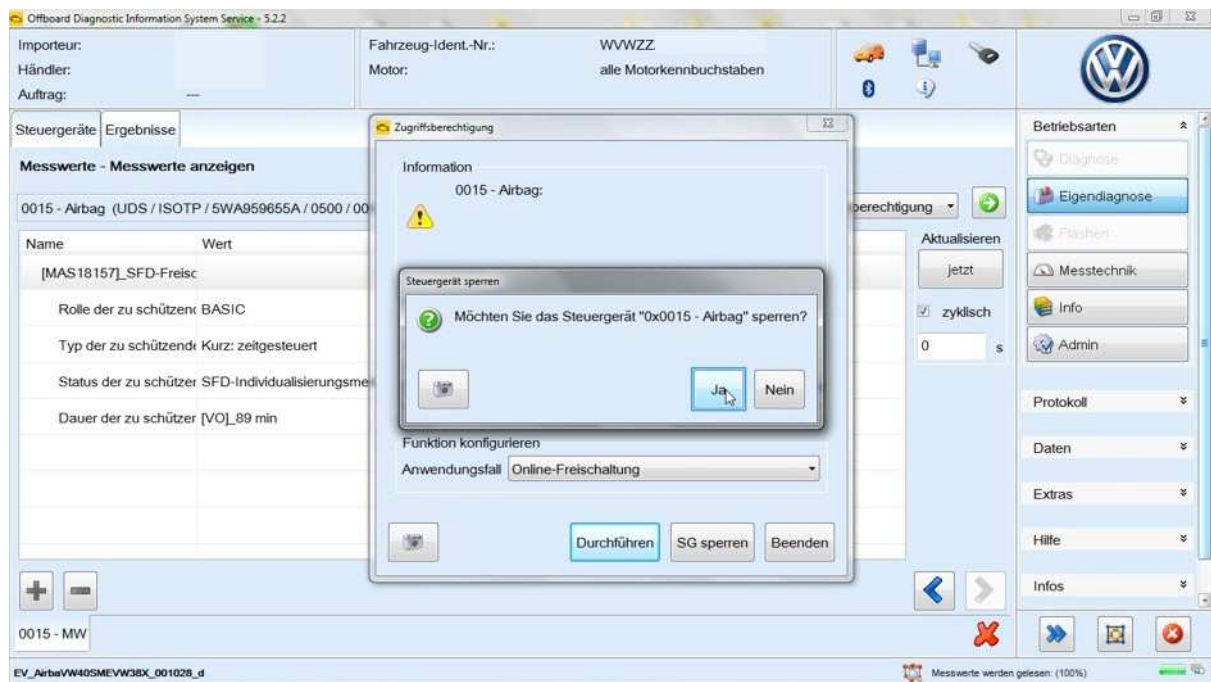 Offboard Diagnostic Information System Service - 5.2.2
Importeur:
Händler:
Auftrag: ---
Fahrzeug-Ident.-Nr.: WVWZZ
Motor: alle Motorkennbuchstaben
Steuergeräte Ergebnisse
Messwerte - Messwerte anzeigen
0015 - Airbag (UDS / ISOTP / 5WA959655A / 0500 / 00
berechtigung
Name Wert
[MAS18157]_SFD-Freisc
Rolle der zu schützend BASIC
Typ der zu schützende Kurz: zeitgesteuert
Status der zu schützer SFD-Individualisierungsme
Dauer der zu schützer [VO]_89 min
Aktualisieren
jetzt
zyklisch
0 s
0015 - MW
EV_AirbaVW40SMEVW38X_001028_d
Messwerte werden gelesen: (100%)
Zugriffsberechtigung
Information
0015 - Airbag:
Steuergerät sperren
Möchten Sie das Steuergerät "0x0015 - Airbag" sperren?
Ja Nein
Funktion konfigurieren
Anwendungsfall Online-Freischaltung
Durchführen SG sperren Beenden
Betriebsarten
Diagnose
Eigendiagnose
Flashen
Messtechnik
Info
Admin
Protokoll
Daten
Extras
Hilfe
Infos